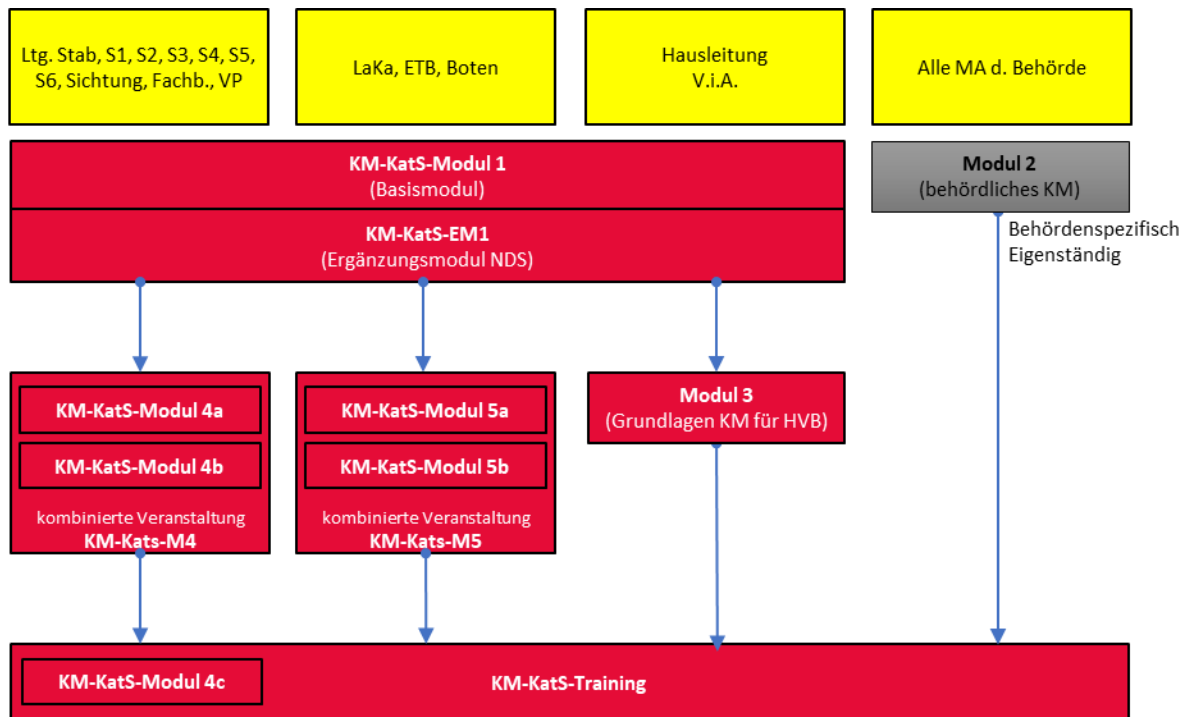 Ltg. Stab, S1, S2, S3, S4, S5,
S6, Sichtung, Fachb., VP
LaKa, ETB, Boten
Hausleitung
V.i.A.
Alle MA d. Behörde
KM-KatS-Modul 1
(Basismodul)
KM-KatS-EM1
(Ergänzungsmodul NDS)
Modul 2
(behördliches KM)
Behördenspezifisch
Eigenständig
KM-KatS-Modul 4a
KM-KatS-Modul 4b
kombinierte Veranstaltung
KM-Kats-M4
KM-KatS-Modul 5a
KM-KatS-Modul 5b
kombinierte Veranstaltung
KM-Kats-M5
Modul 3
(Grundlagen KM für HVB)
KM-KatS-Modul 4c
KM-KatS-Training